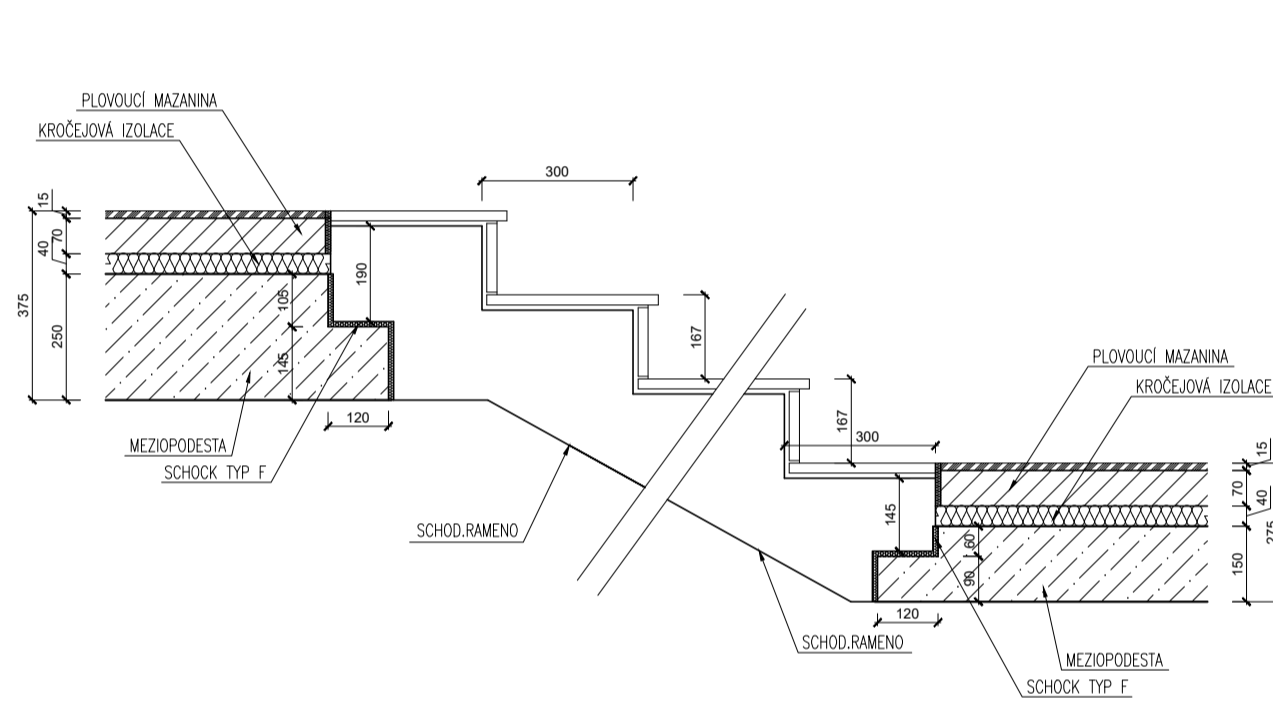 PLOVOUCÍ MAZANINA
KROČEJOVÁ IZOLACE
300
15
70
40
375
250
190
105
145
120
MEZIOPODESTA
SCHOCK TYP F
167
167
300
PLOVOUCÍ MAZANINA
KROČEJOVÁ IZOLACE
SCHOD.RAMENO
145
60
90
120
15
70
40
150
275
SCHOD.RAMENO
MEZIOPODESTA
SCHOCK TYP F